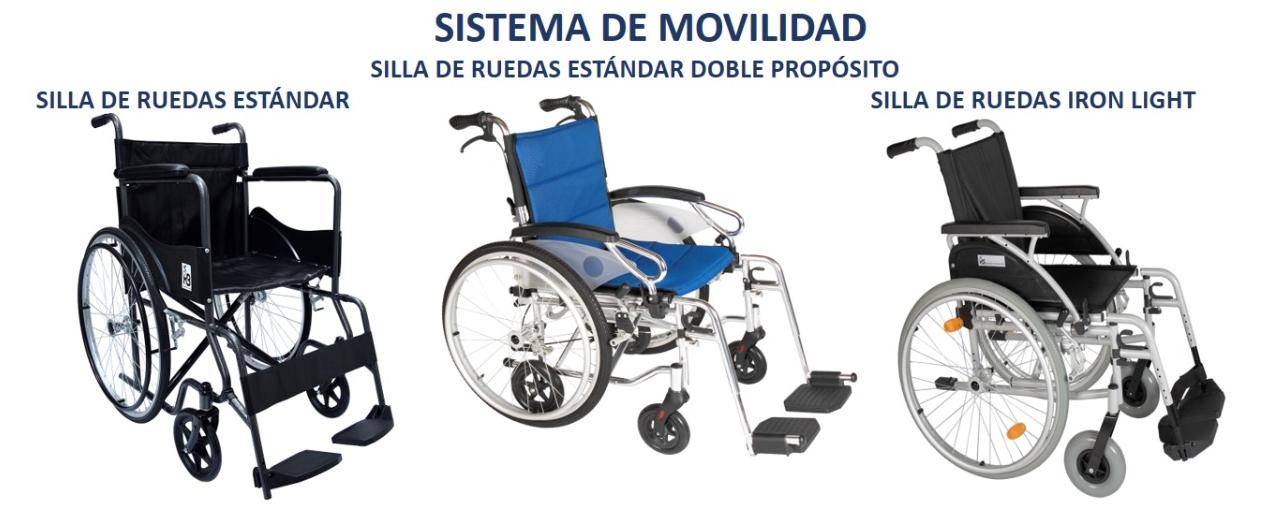 SISTEMA DE MOVILIDAD
SILLA DE RUEDAS ESTÁNDAR DOBLE PROPÓSITO
SILLA DE RUEDAS ESTÁNDAR
SILLA DE RUEDAS IRON LIGHT